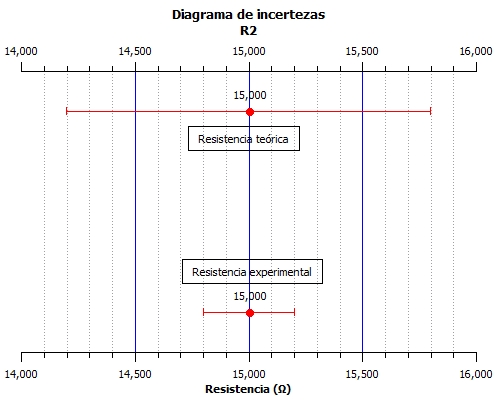 Diagrama de incertezas
R2
14,000 14,500 15,000 15,500 16,000
15,000
Resistencia teórica
Resistencia experimental
15,000
14,000 14,500 15,000 15,500 16,000
Resistencia (Ω)